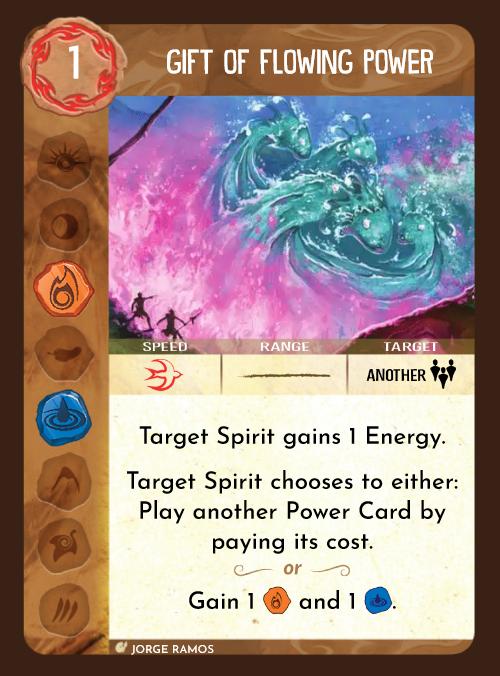 1
GIFT OF FLOWING POWER
SPEED RANGE TARGET
ANOTHER
Target Spirit gains 1 Energy.
Target Spirit chooses to either:
Play another Power Card by
paying its cost.
or
Gain 1 and 1 .
JORGE RAMOS